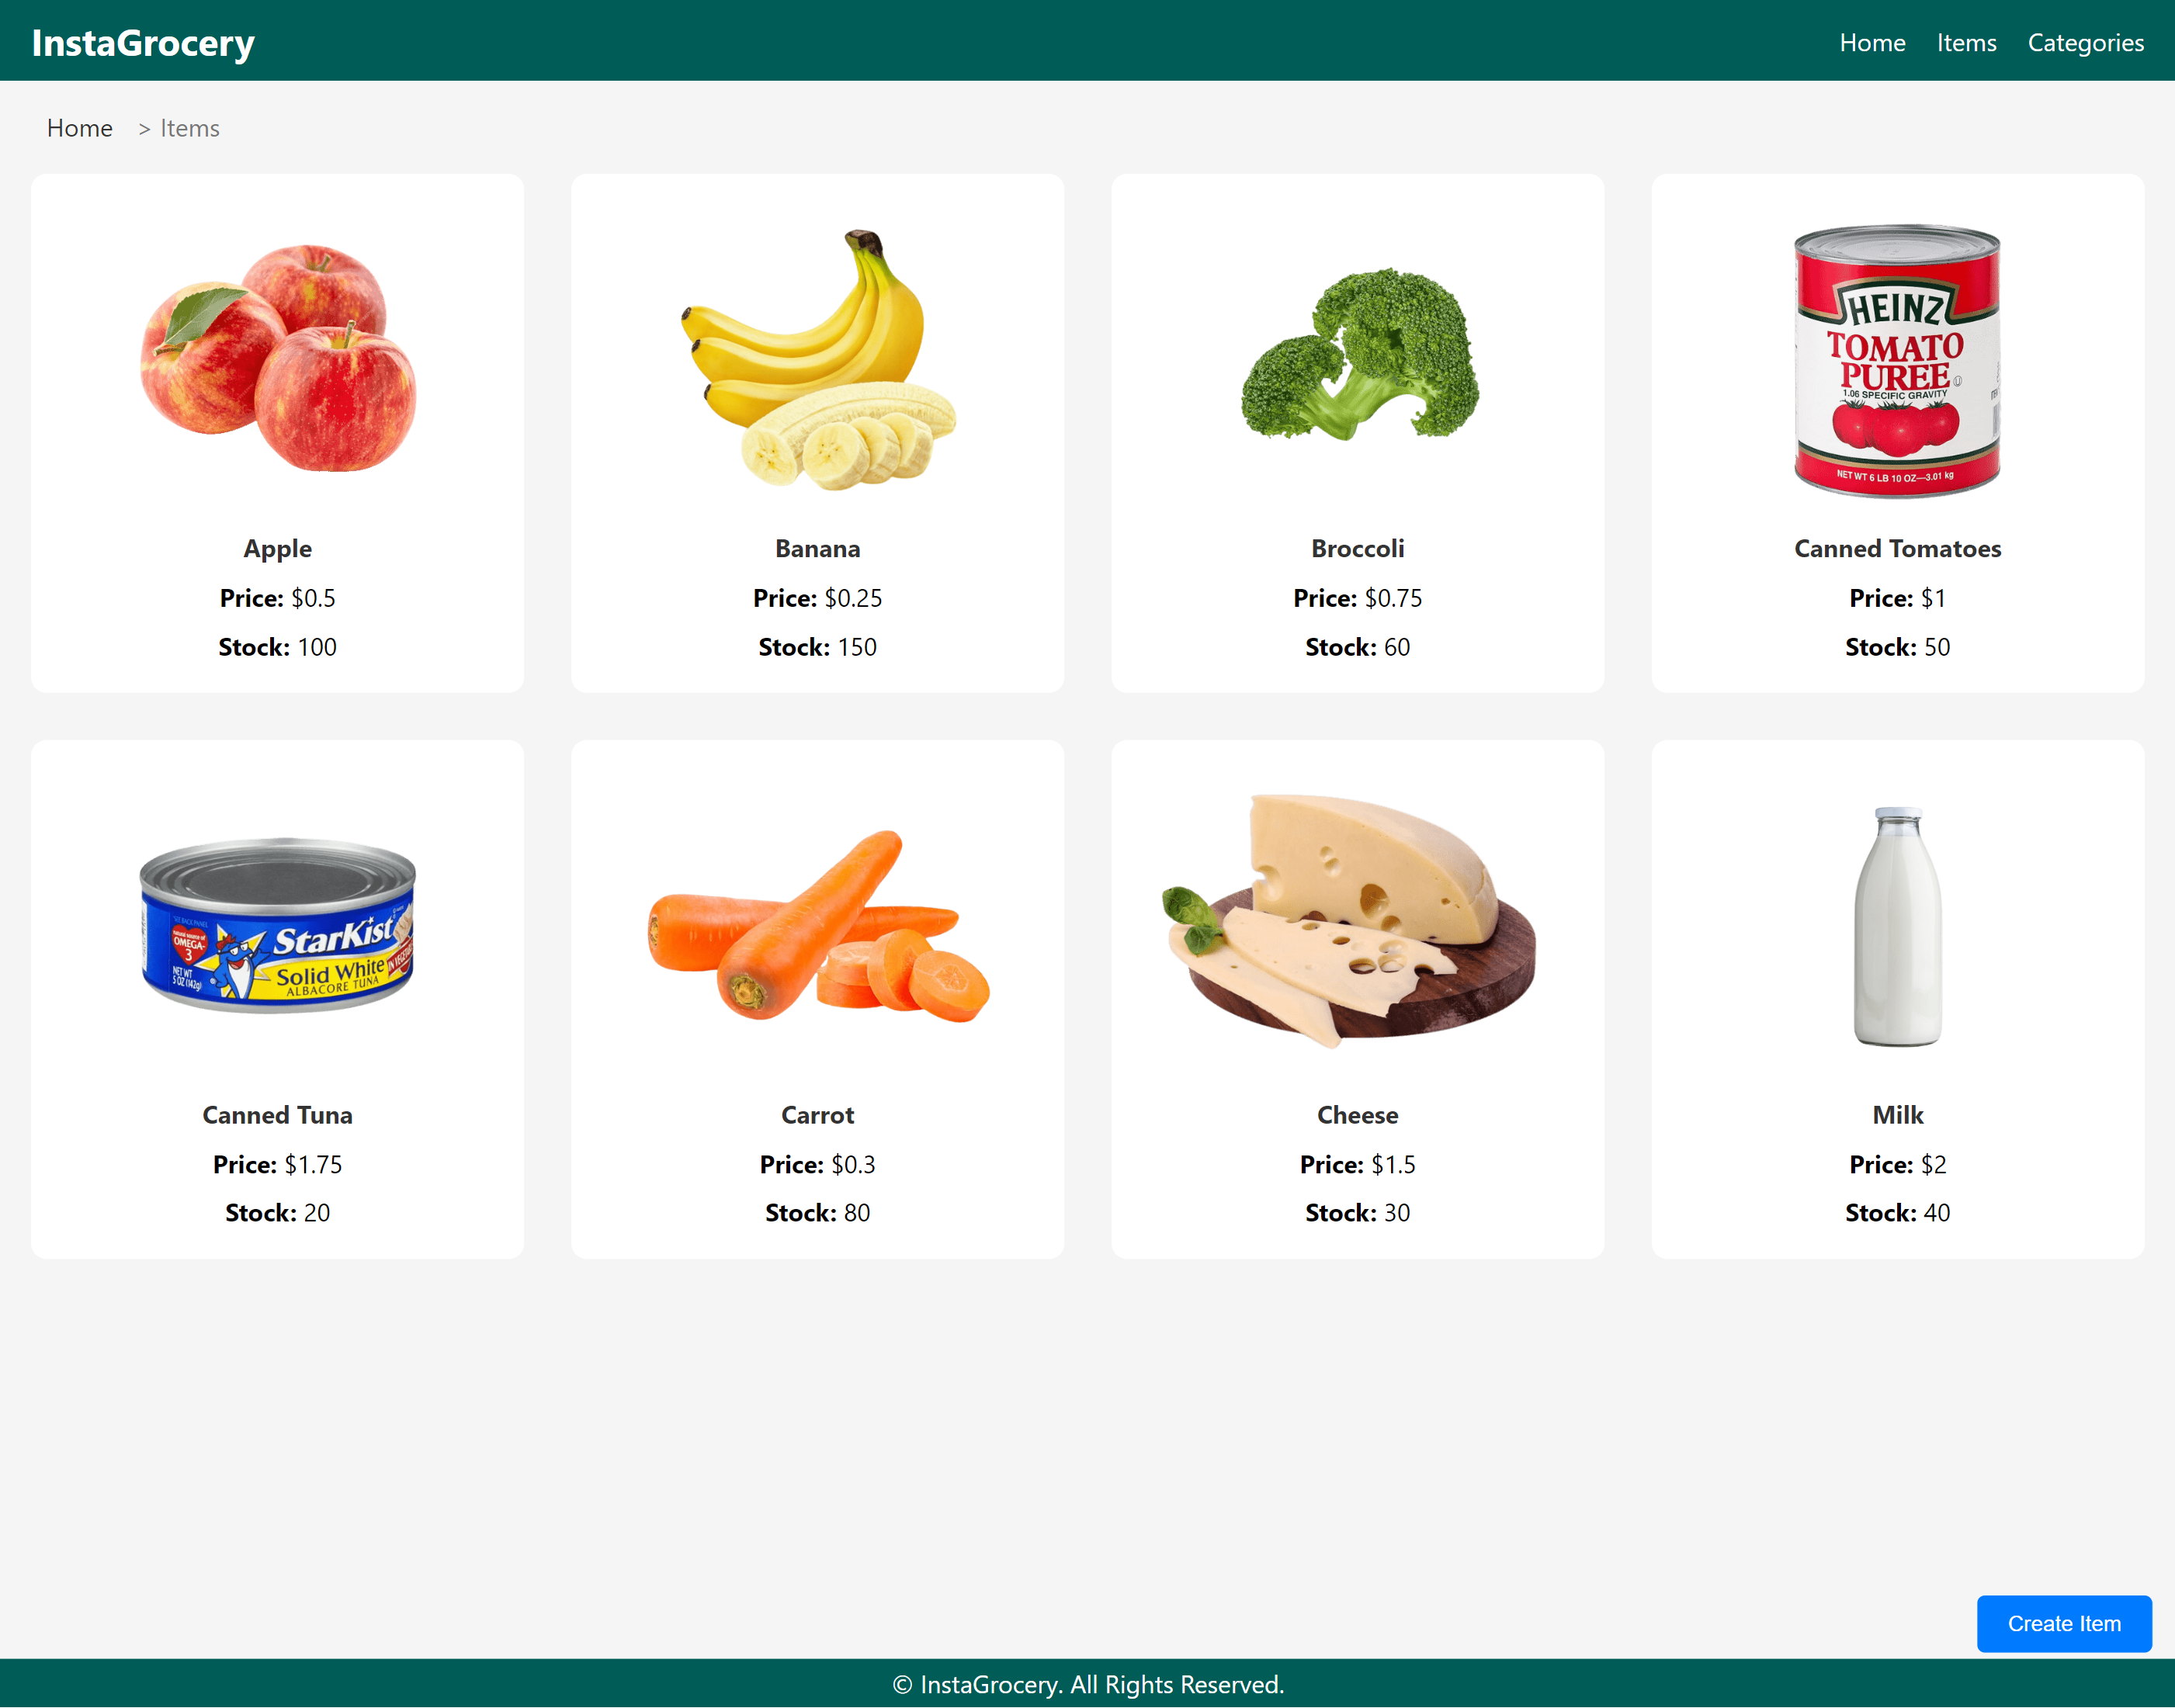 InstaGrocery
Home Items Categories
Home > Items
HEINZ
TOMATO
PUREE
1.06 SPECIFIC GRAVITY
NET WT 6 LB 10 OZ—3.01 kg
Apple
Price: $0.5
Stock: 100
Banana
Price: $0.25
Stock: 150
Broccoli
Price: $0.75
Stock: 60
Canned Tomatoes
Price: $1
Stock: 50
OMEGA-
3
NET WT
5 OZ (142g)
StarKist
Solid White
ALBACORE TUNA
Canned Tuna
Price: $1.75
Stock: 20
Carrot
Price: $0.3
Stock: 80
Cheese
Price: $1.5
Stock: 30
Milk
Price: $2
Stock: 40
Create Item
© InstaGrocery. All Rights Reserved.